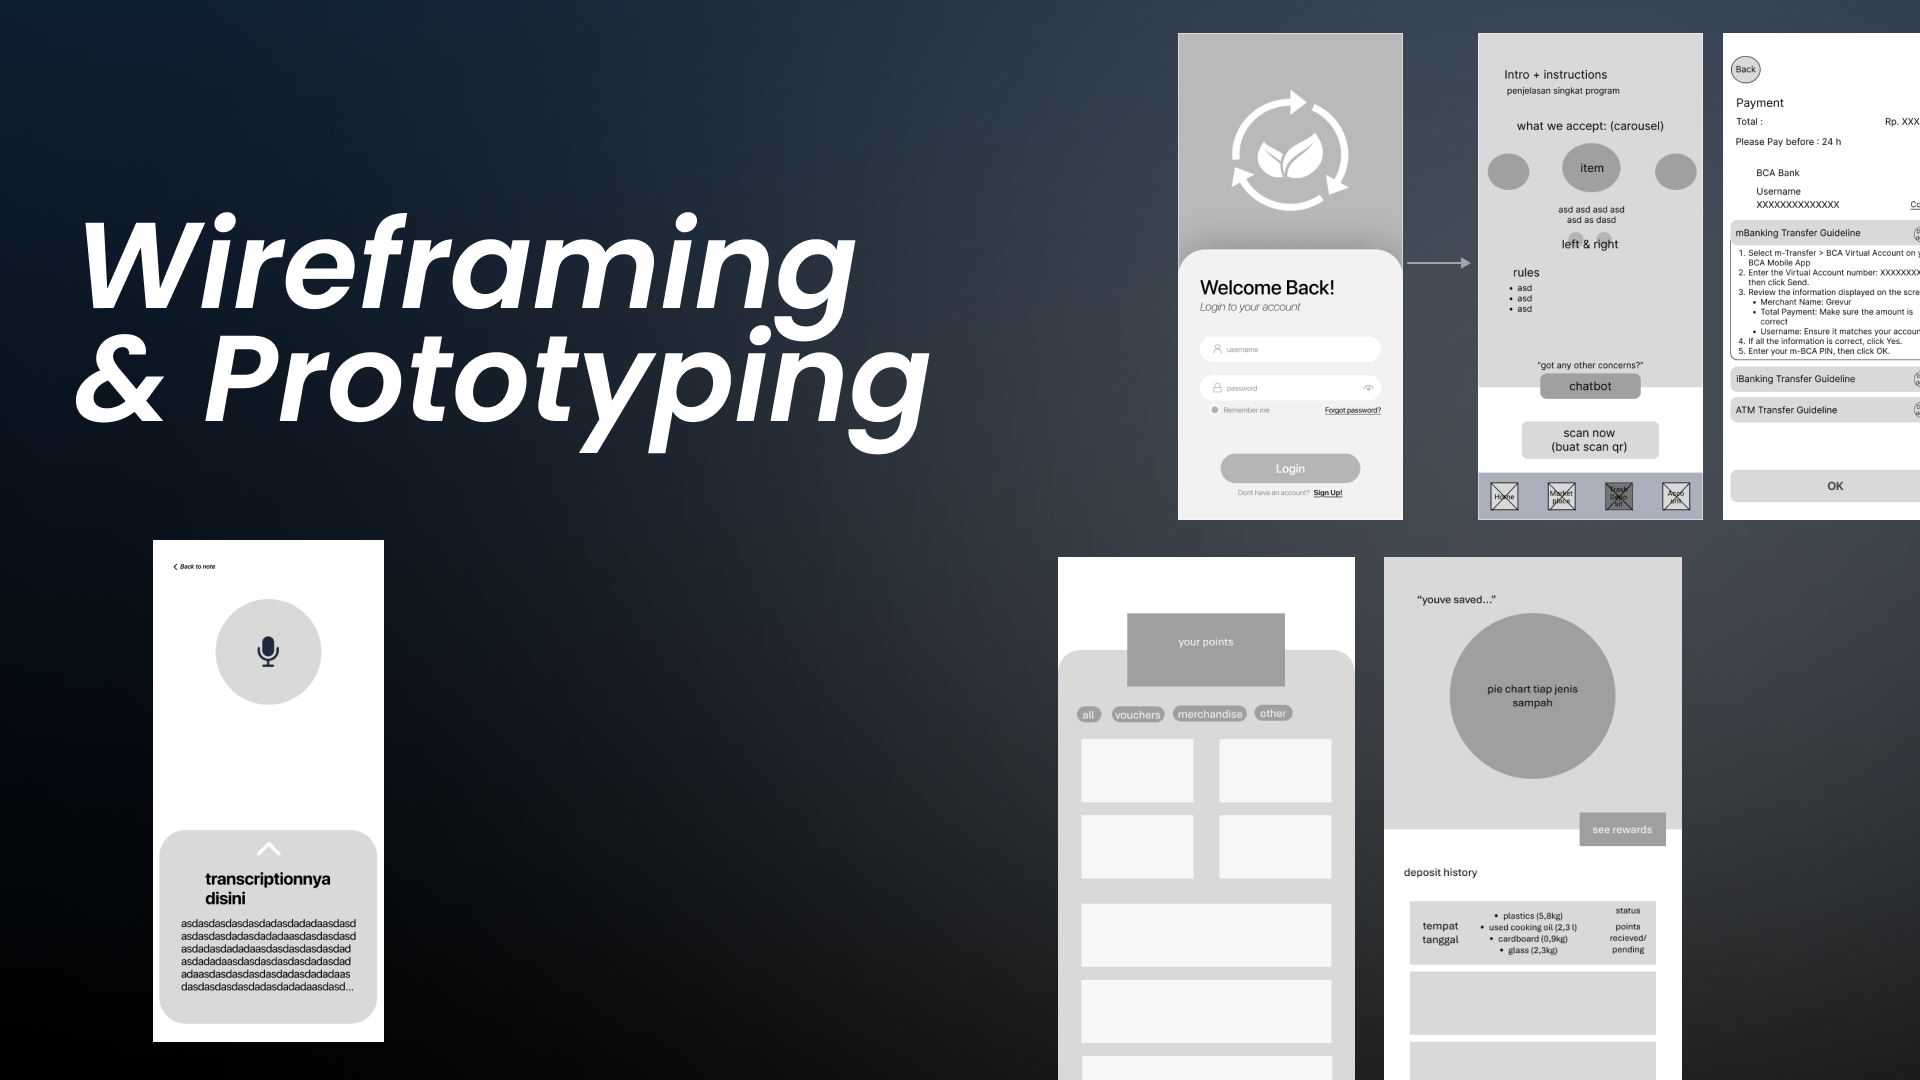 Wireframing
& Prototyping
Welcome Back!
Login to your account
username
password
Remember me
Forgot password?
Login
Dont have an account? Sign Up!
Intro + instructions
penjelasan singkat program
what we accept: (carousel)
item
asd asd asd asd
asd as dasd
left & right
rules
• asd
• asd
• asd
"got any other concerns?"
chatbot
scan now
(buat scan qr)
Home
Market
place
Trash
Depo
sit
Acco
unt
Back
Payment
Total :
Rp. XXX
Please Pay before : 24 h
BCA Bank
Username
XXXXXXXXXXXXXX
Co
mBanking Transfer Guideline
1. Select m-Transfer > BCA Virtual Account on
BCA Mobile App
2. Enter the Virtual Account number: XXXXXXXX
then click Send.
3. Review the information displayed on the scre
• Merchant Name: Grevur
• Total Payment: Make sure the amount is
correct
• Username: Ensure it matches your accoun
4. If all the information is correct, click Yes.
5. Enter your m-BCA PIN, then click OK.
iBanking Transfer Guideline
ATM Transfer Guideline
OK
Back to note
transcriptionnya
disini
asdasdasdasdasdadasdadadaasdasd
asdasdasdadasdadadaasdasdasdasd
asdadasdadadaasdasdasdasdasdad
asdadadaasdasdasdasdasdadasdad
adaasdasdasdasdasdadasdadadaas
dasdasdasdasdadasdadadaasdasd...
your points
all
vouchers
merchandise
other
"youve saved..."
pie chart tiap jenis
sampah
see rewards
deposit history
tempat
tanggal
• plastics (5,8kg)
• used cooking oil (2,3 l)
• cardboard (0,9kg)
• glass (2,3kg)
status
points
recieved/
pending